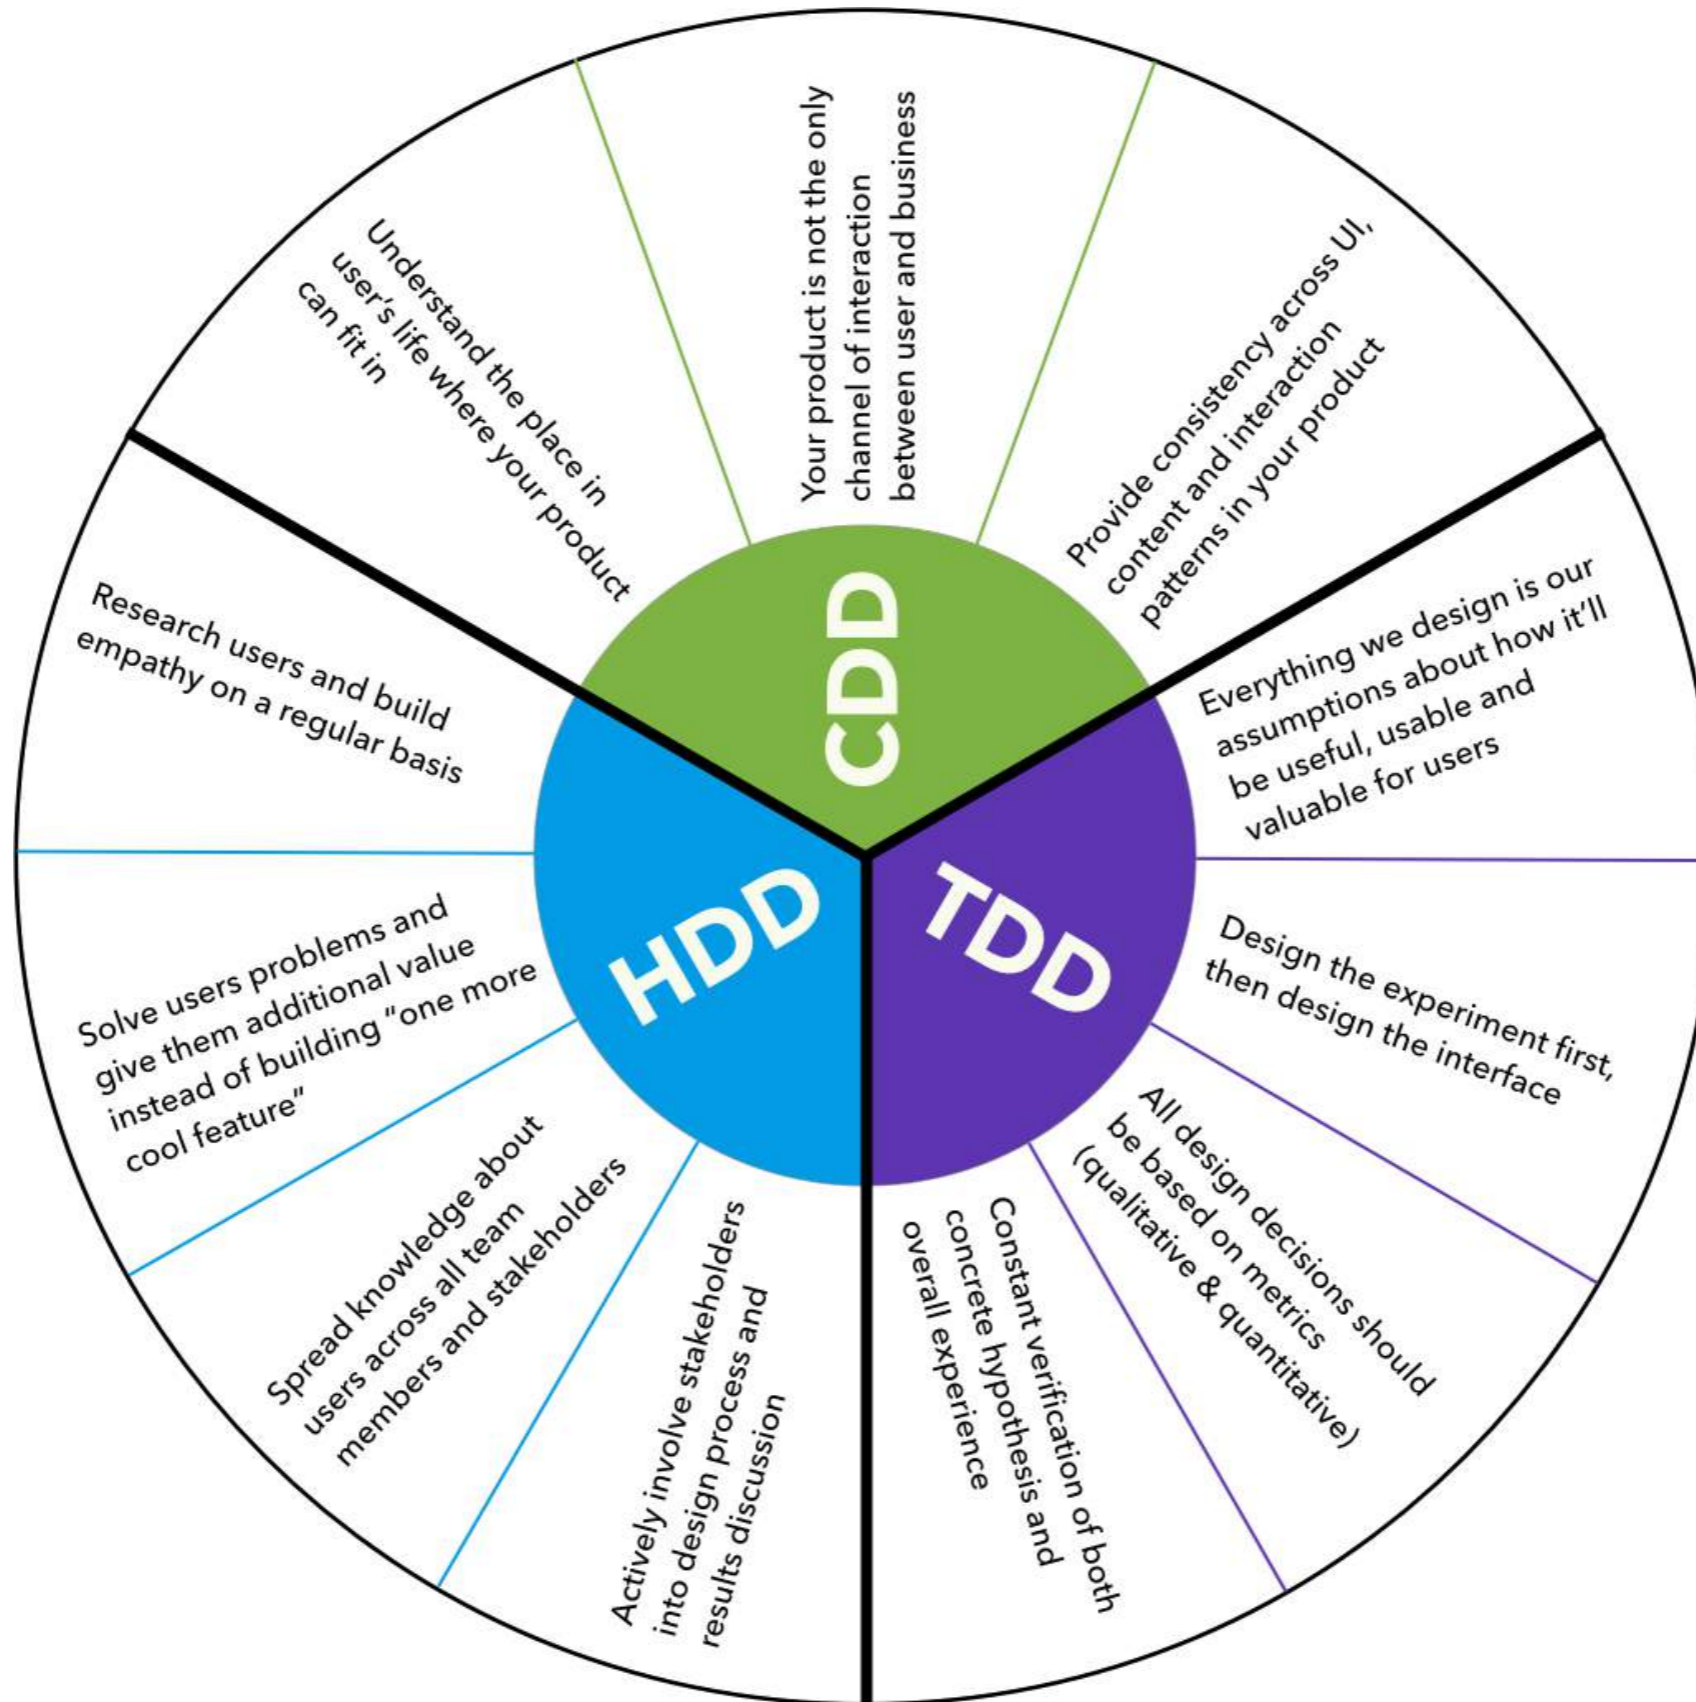 CDD
Understand the place in
user's life where your product
can fit in
Your product is not the only
channel of interaction
between user and business
Provide consistency across UI,
content and interaction
patterns in your product
TDD
Everything we design is our
assumptions about how it'll
be useful, usable and
valuable for users
Design the experiment first,
then design the interface
All design decisions should
be based on metrics
(qualitative & quantitative)
Constant verification of both
concrete hypothesis and
overall experience
HDD
Research users and build
empathy on a regular basis
Solve users problems and
give them additional value
instead of building "one more
cool feature"
Spread knowledge about
users across all team
members and stakeholders
Actively involve stakeholders
into design process and
results discussion